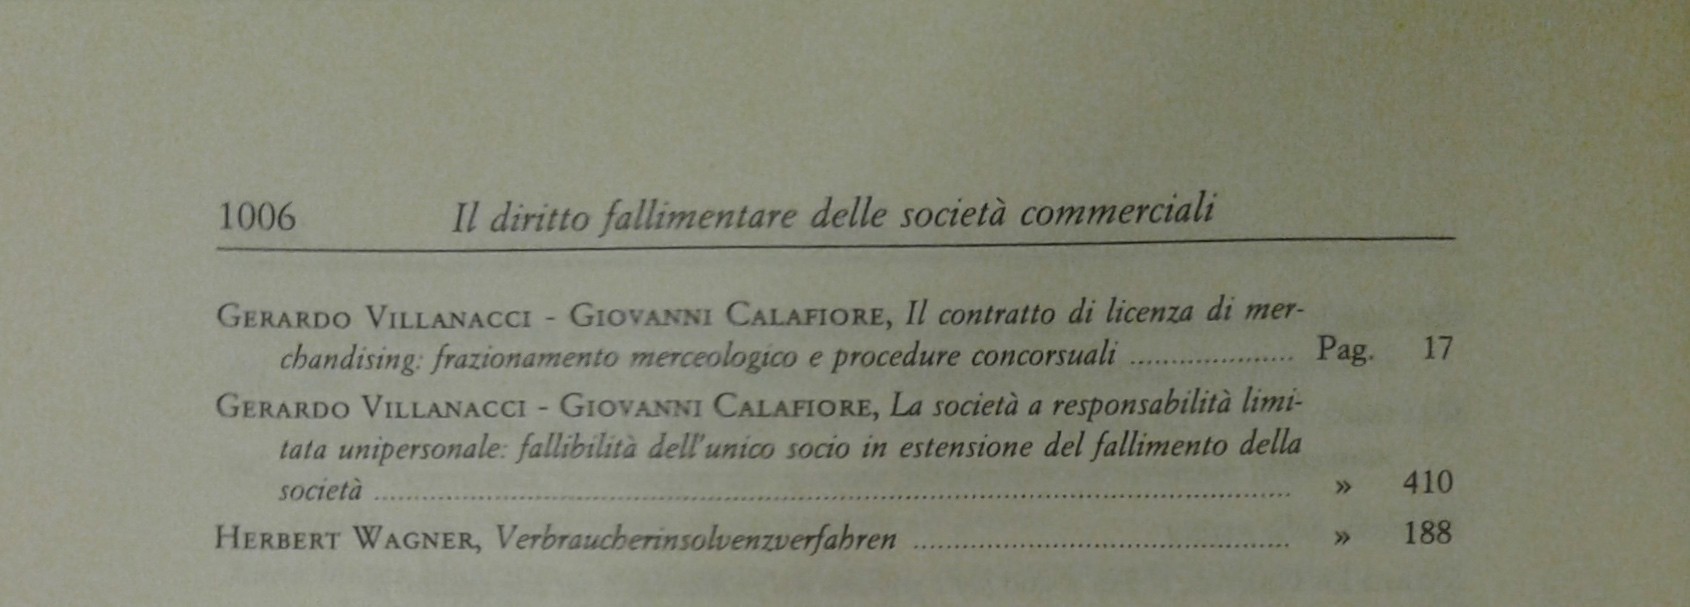 1006 Il diritto fallimentare delle società commerciali
GERARDO VILLANACCI - GIOVANNI CALAFIORE, Il contratto di licenza di mer-
chandising: frazionamento merceologico e procedure concorsuali .................... Pag. 17
GERARDO VILLANACCI - GIOVANNI CALAFIORE, La società a responsabilità limi-
tata unipersonale: fallibilità dell'unico socio in estensione del fallimento della
società .................................................................................................................. » 410
HERBERT WAGNER, Verbraucherinsolvenzverfahren .............................................. » 188